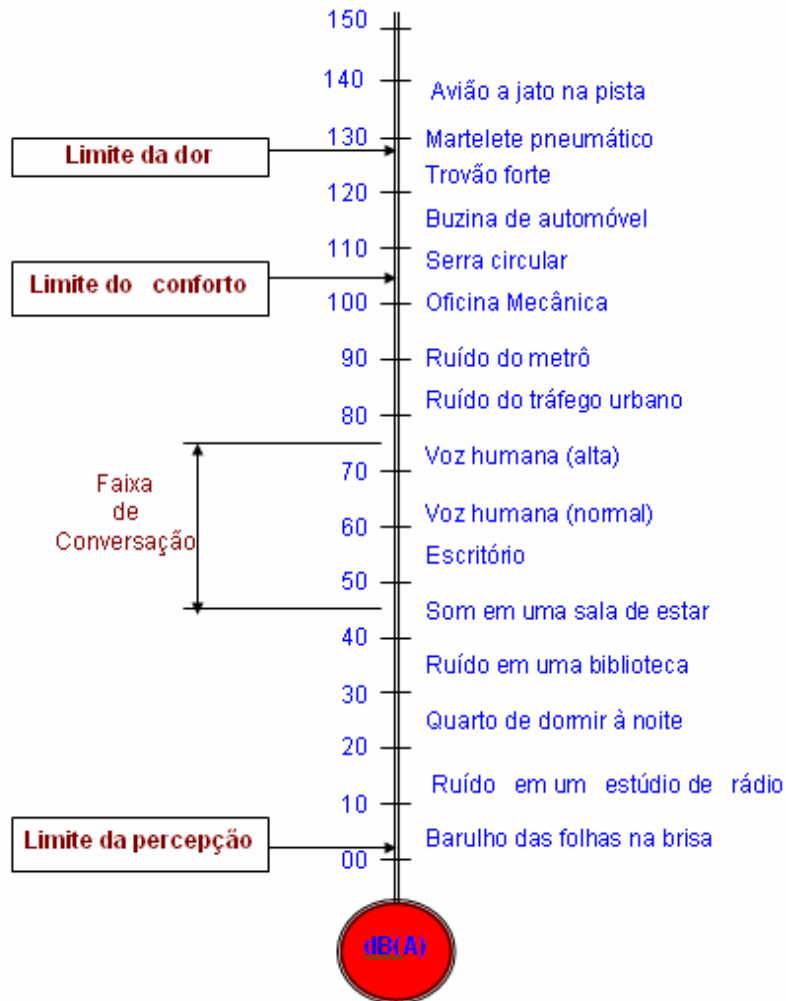 150
140
Avião a jato na pista
130
Martelete pneumático
Limite da dor
Trovão forte
120
Buzina de automóvel
110
Serra circular
Limite do conforto
100
Oficina Mecânica
90
Ruído do metrô
Ruído do tráfego urbano
80
Voz humana (alta)
70
Faixa
de
Conversação
Voz humana (normal)
60
Escritório
50
Som em uma sala de estar
40
Ruído em uma biblioteca
30
Quarto de dormir à noite
20
Ruído em um estúdio de rádio
10
Limite da percepção
Barulho das folhas na brisa
00
dB(A)